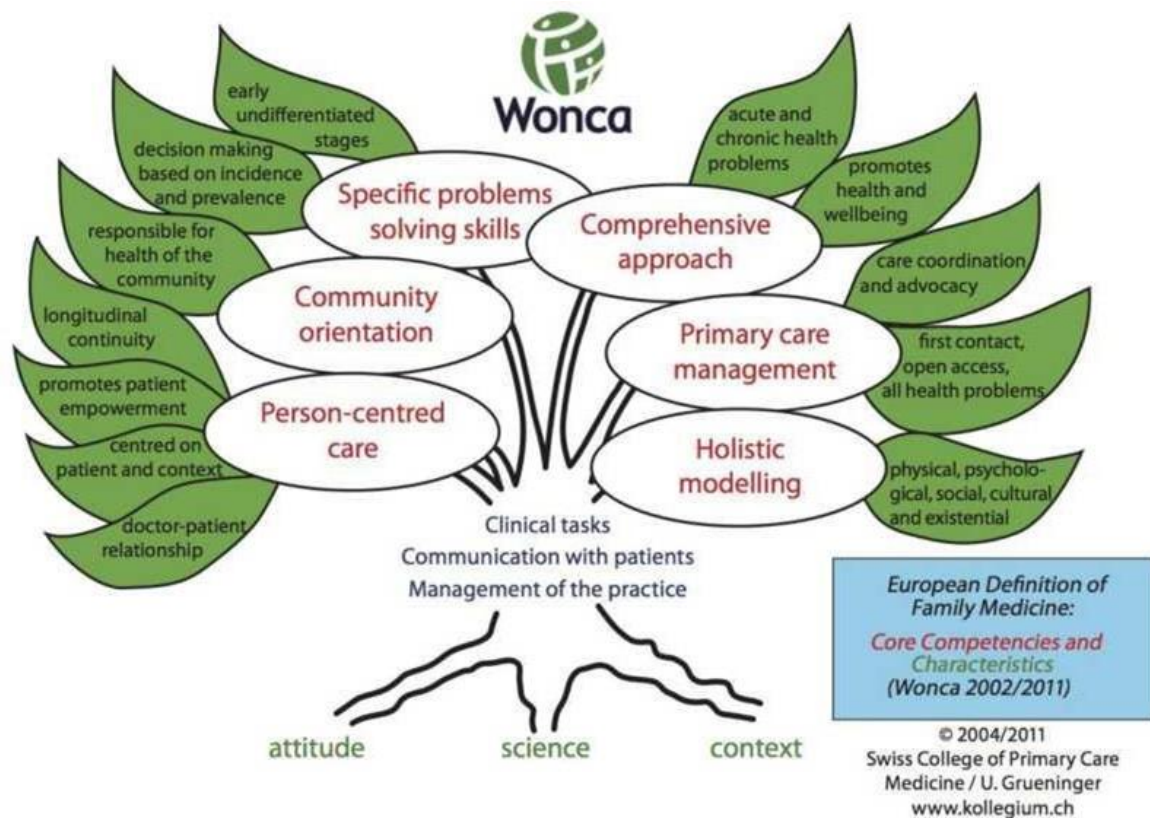 Wonca
early
undifferentiated
stages
decision making
based on incidence
and prevalence
responsible for
health of the
community
longitudinal
continuity
promotes patient
empowerment
centred on
patient and context
doctor-patient
relationship
Specific problems
solving skills
Community
orientation
Person-centred
care
Comprehensive
approach
Primary care
management
Holistic
modelling
acute and
chronic health
problems
promotes
health and
wellbeing
care coordination
and advocacy
first contact,
open access,
all health problems
physical, psycholo-
gical, social, cultural
and existential
Clinical tasks
Communication with patients
Management of the practice
attitude
science
context
European Definition of
Family Medicine:
Core Competencies and
Characteristics
(Wonca 2002/2011)
© 2004/2011
Swiss College of Primary Care
Medicine / U. Grueninger
www.kollegium.ch